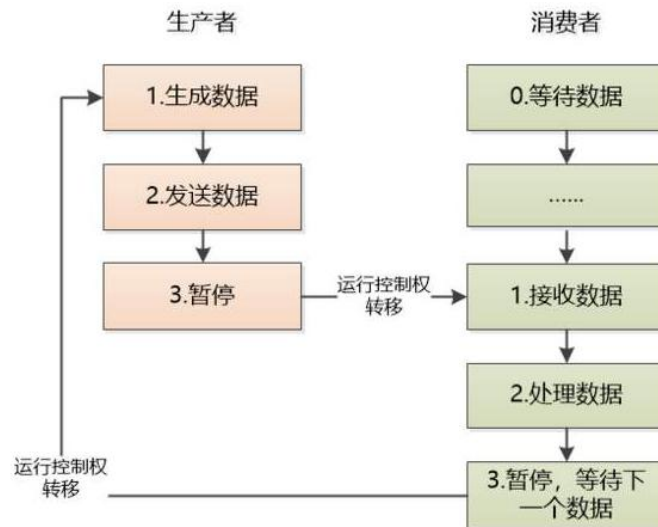 生产者
消费者
1.生成数据
0.等待数据
2.发送数据
......
3.暂停
运行控制权
转移
1.接收数据
2.处理数据
运行控制权
转移
3.暂停，等待下
一个数据